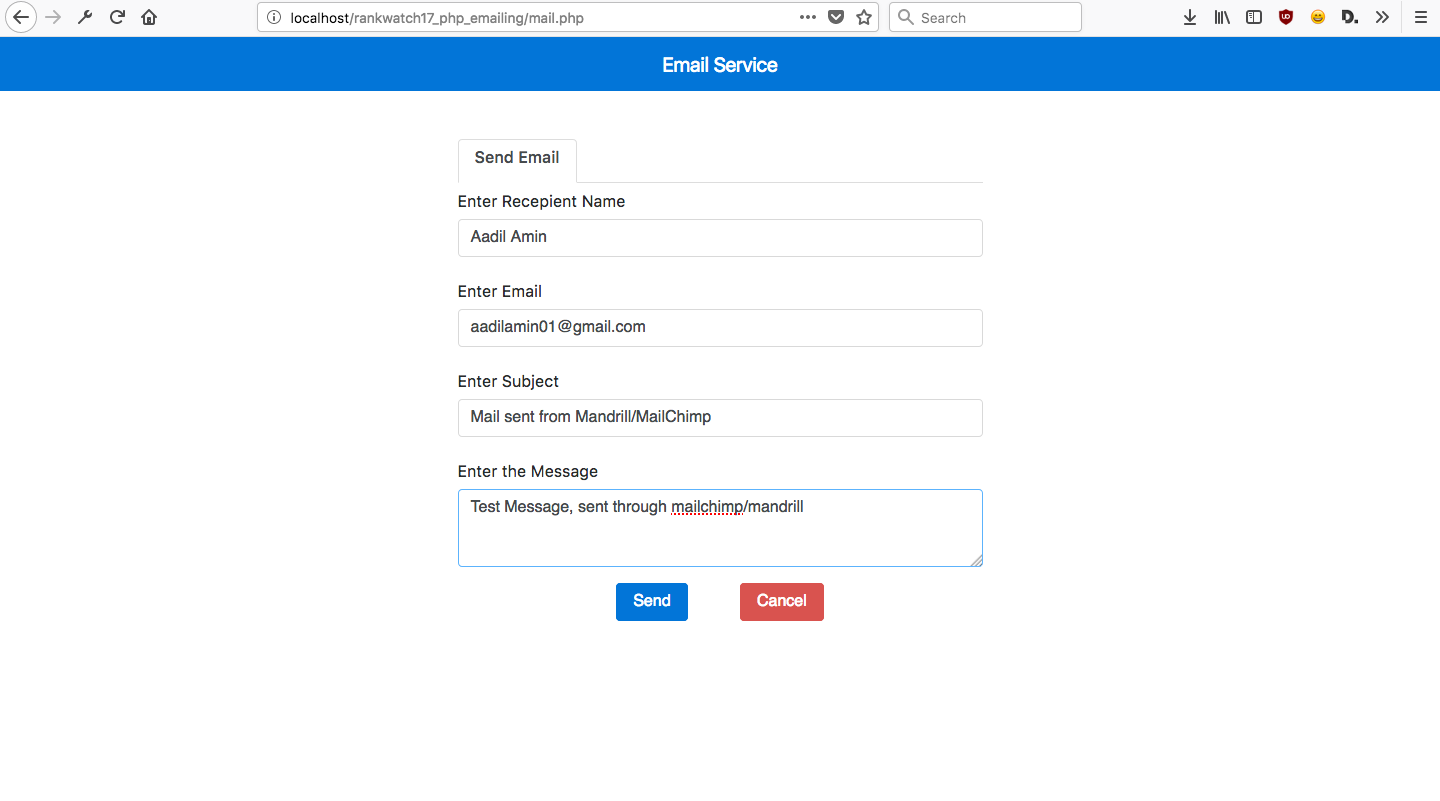 localhost/rankwatch17_php_emailing/mail.php
Search
Email Service
Send Email
Enter Recepient Name
Aadil Amin
Enter Email
aadilamin01@gmail.com
Enter Subject
Mail sent from Mandrill/MailChimp
Enter the Message
Test Message, sent through mailchimp/mandrill
Send
Cancel